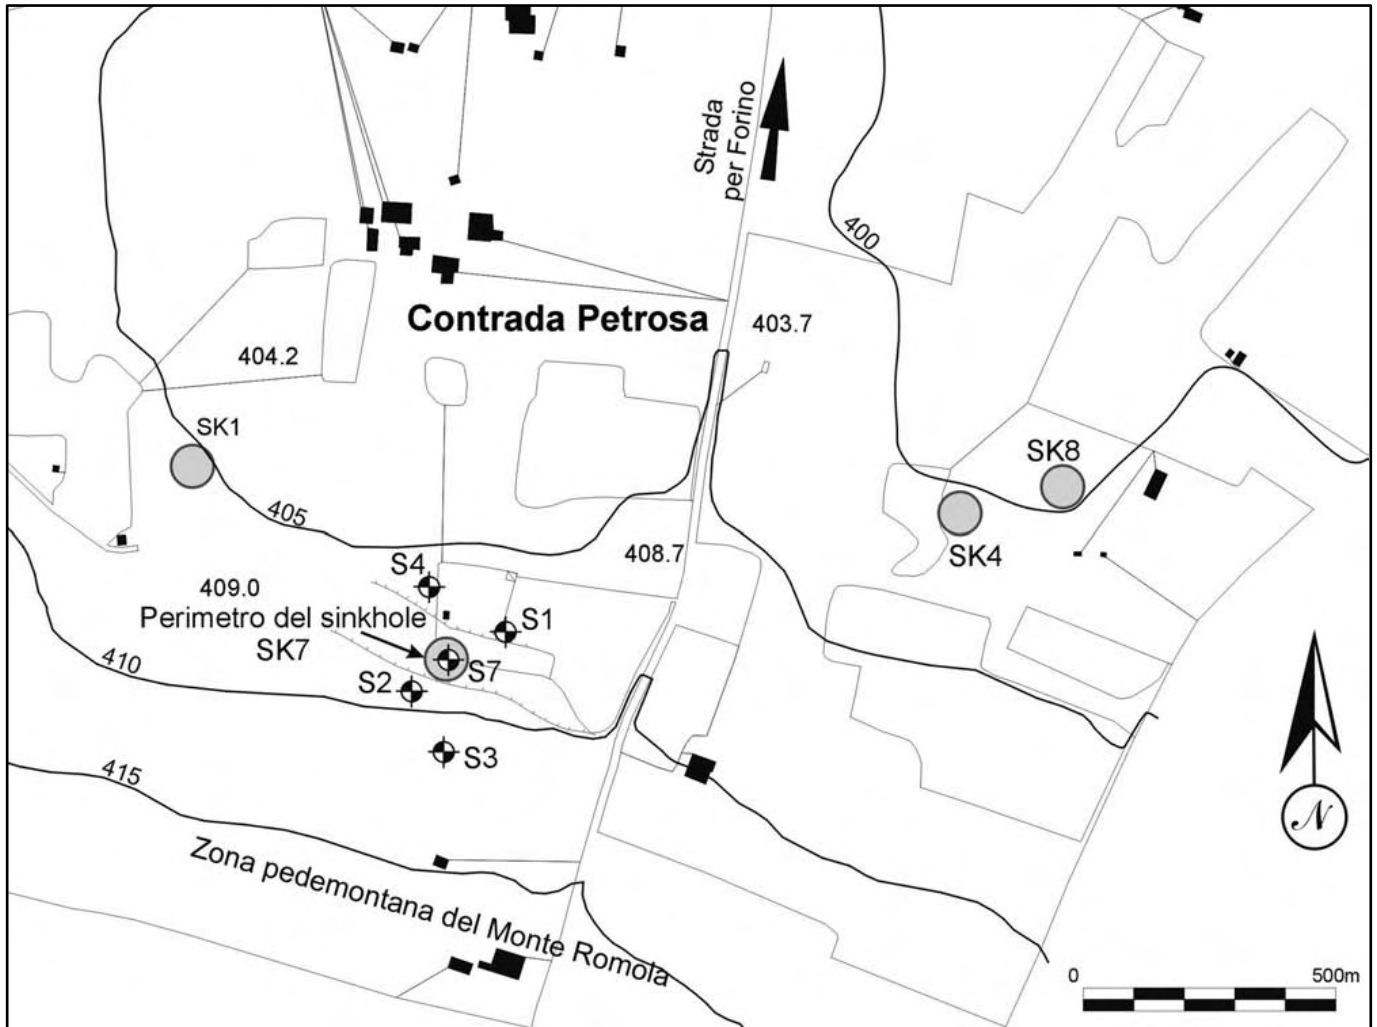 Strada
per Forino
400
Contrada Petrosa
403.7
404.2
SK1
SK8
405
SK4
408.7
S4
409.0
Perimetro del sinkhole
SK7
S1
S7
410
S2
S3
415
Zona pedemontana del Monte Romola
N
0
500m